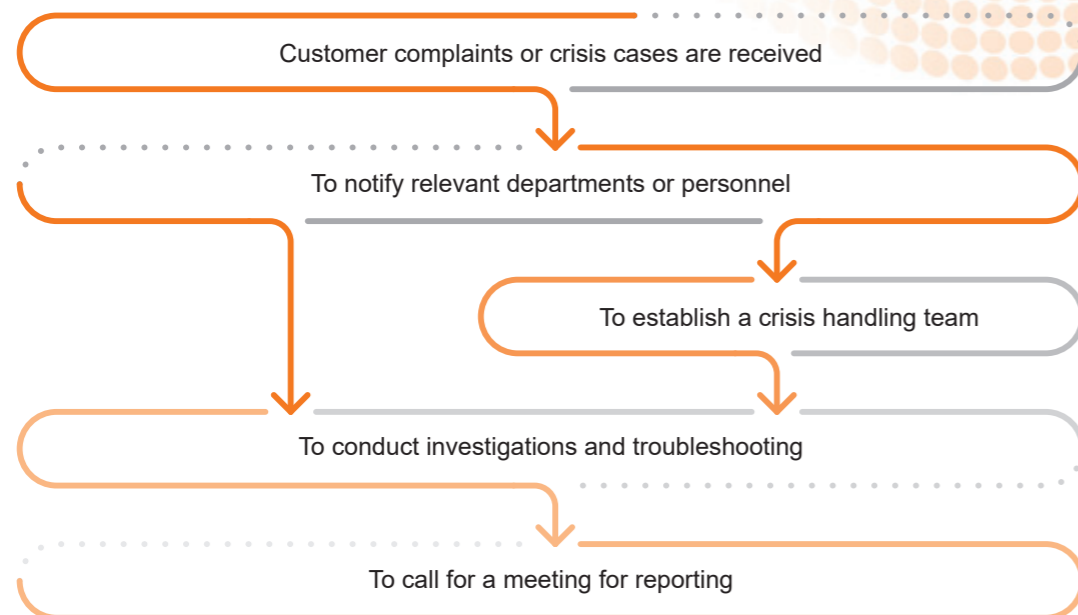 Customer complaints or crisis cases are received
To notify relevant departments or personnel
To establish a crisis handling team
To conduct investigations and troubleshooting
To call for a meeting for reporting